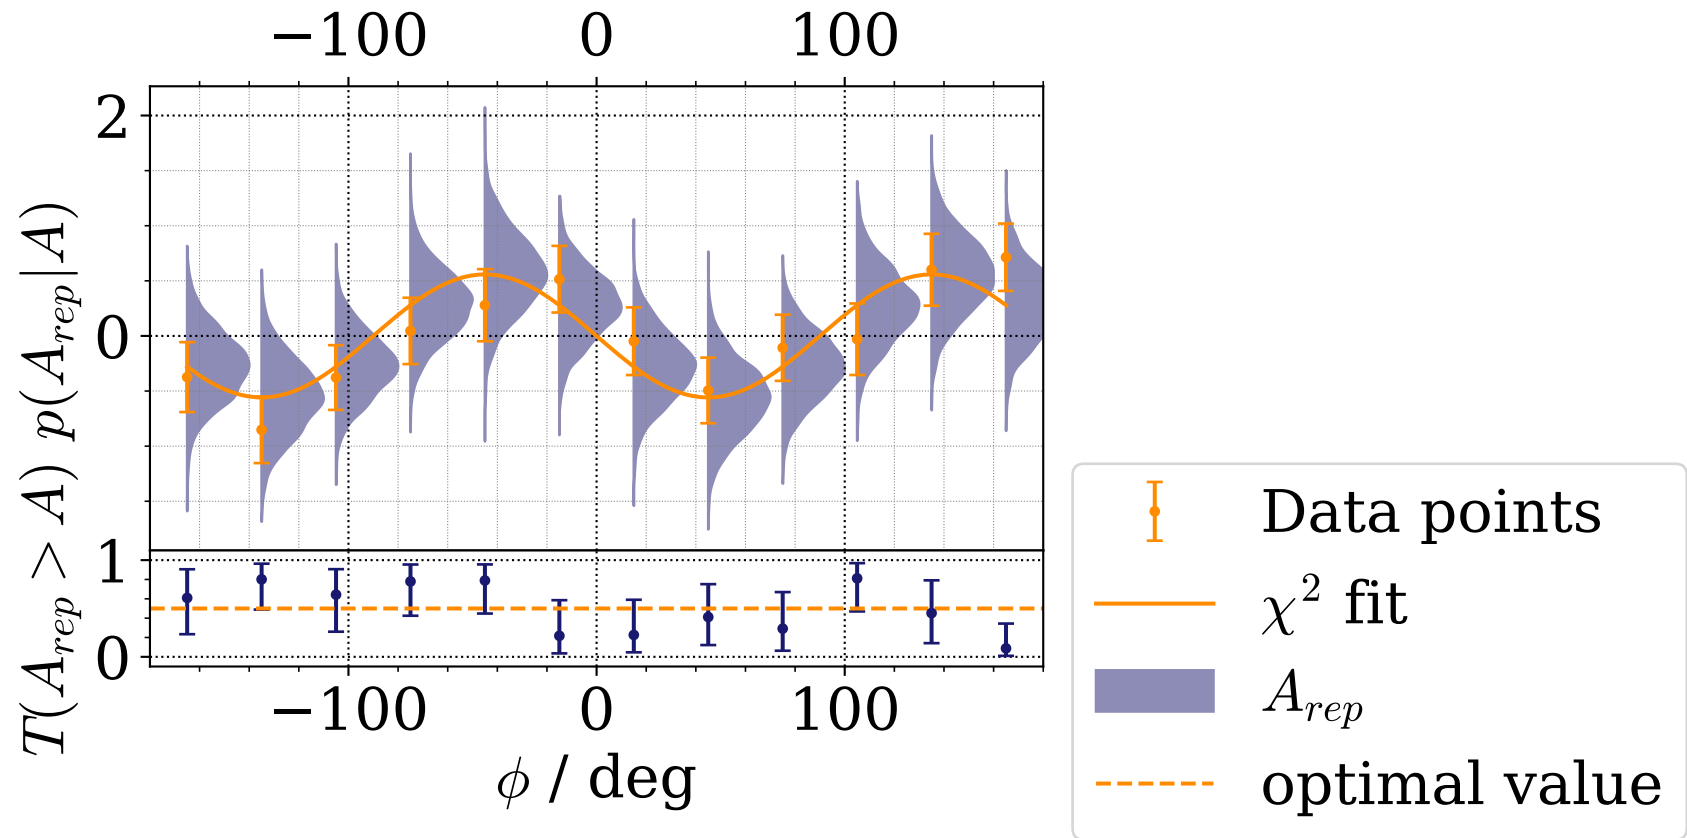 −100 0 100
2
0
p(A_rep|A)
1
0
T(A_rep > A)
−100 0 100
ϕ / deg
Data points
χ² fit
A_rep
optimal value